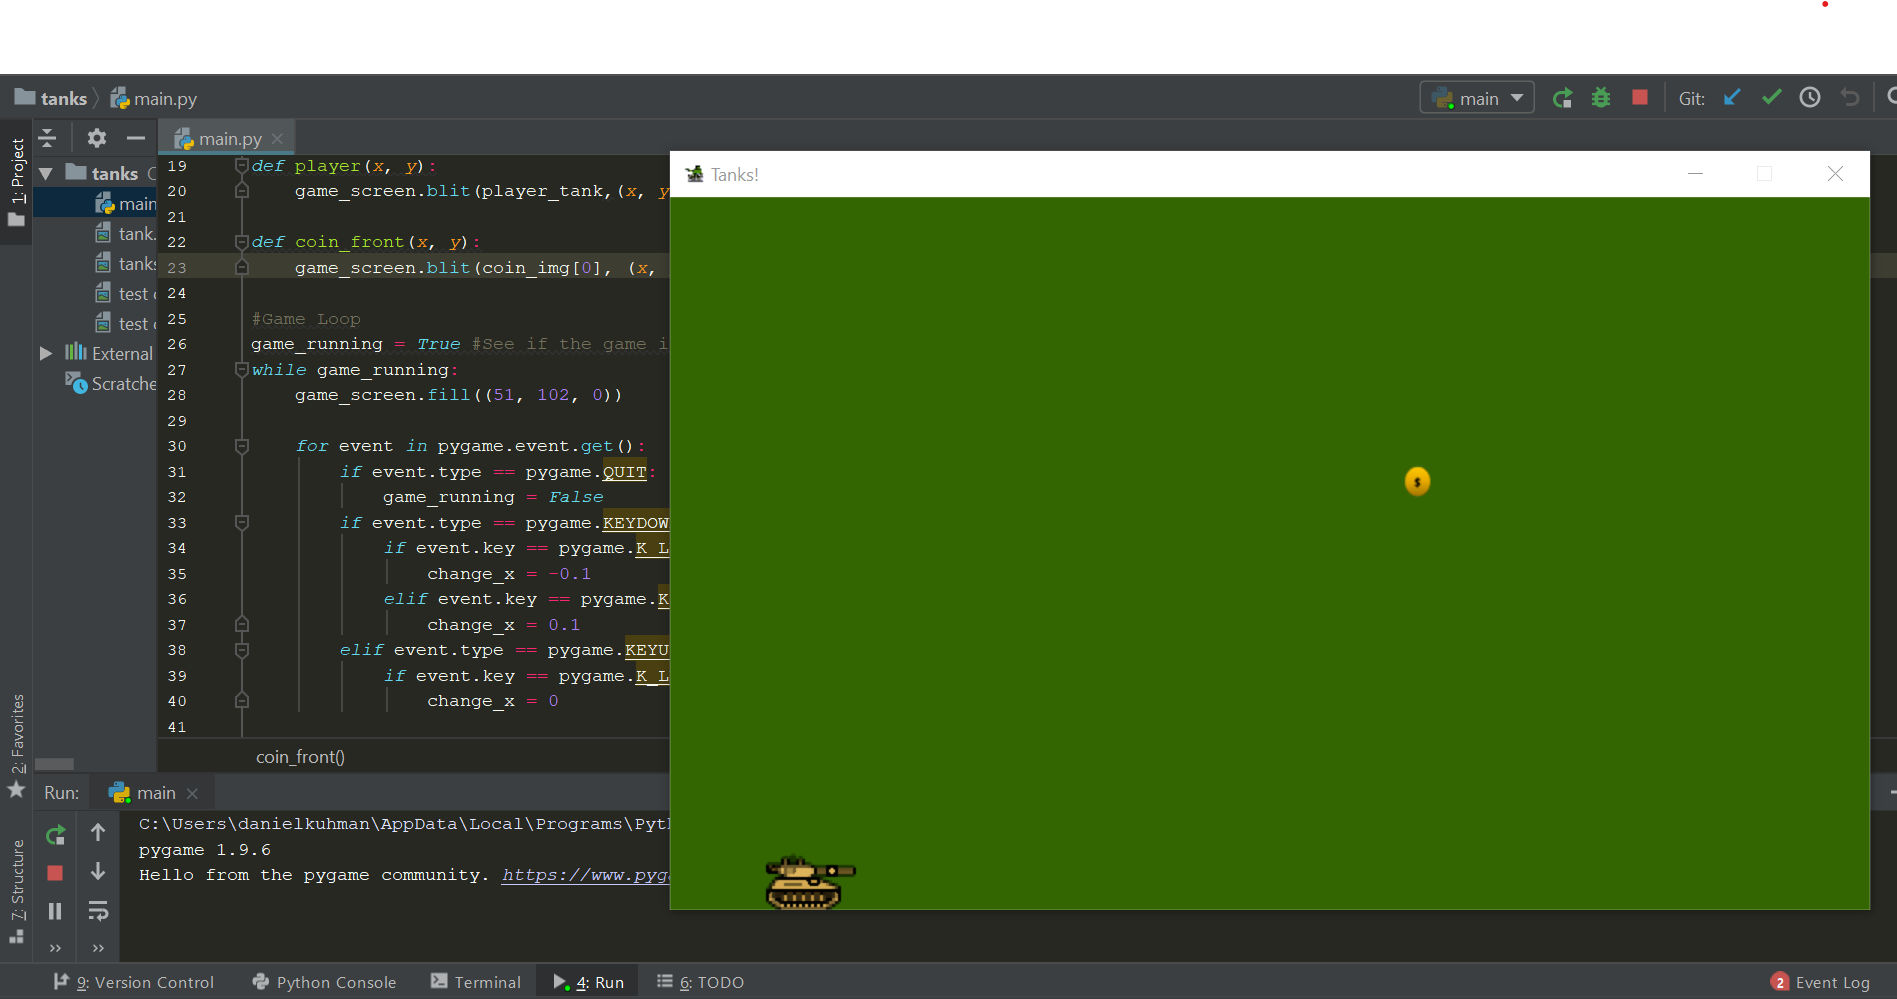 tanks main.py
main Git:
1: Project
main.py
tanks
main
tank.
tanks
test
test
External
Scratche
19 def player(x, y):
20 game_screen.blit(player_tank,(x, y
21
22 def coin_front(x, y):
23 game_screen.blit(coin_img[0], (x,
24
25 #Game Loop
26 game_running = True #See if the game i
27 while game_running:
28 game_screen.fill((51, 102, 0))
29
30 for event in pygame.event.get():
31 if event.type == pygame.QUIT:
32 game_running = False
33 if event.type == pygame.KEYDOW
34 if event.key == pygame.K_L
35 change_x = -0.1
36 elif event.key == pygame.K
37 change_x = 0.1
38 elif event.type == pygame.KEYU
39 if event.key == pygame.K_L
40 change_x = 0
41
coin_front()
Tanks!
$
2: Favorites
7: Structure
Run: main
C:\Users\danielkuhman\AppData\Local\Programs\Pyt
pygame 1.9.6
Hello from the pygame community. https://www.pyg
9: Version Control Python Console Terminal 4: Run 6: TODO 2 Event Log